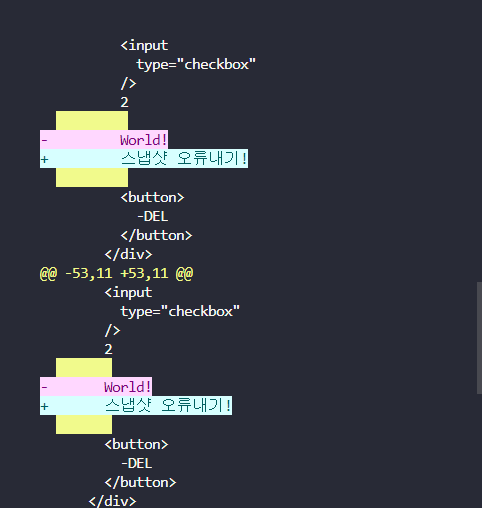 <input
type="checkbox"
/>
2
- World!
+ 스냅샷 오류내기!
<button>
-DEL
</button>
</div>
@@ -53,11 +53,11 @@
<input
type="checkbox"
/>
2
- World!
+ 스냅샷 오류내기!
<button>
-DEL
</button>
</div>